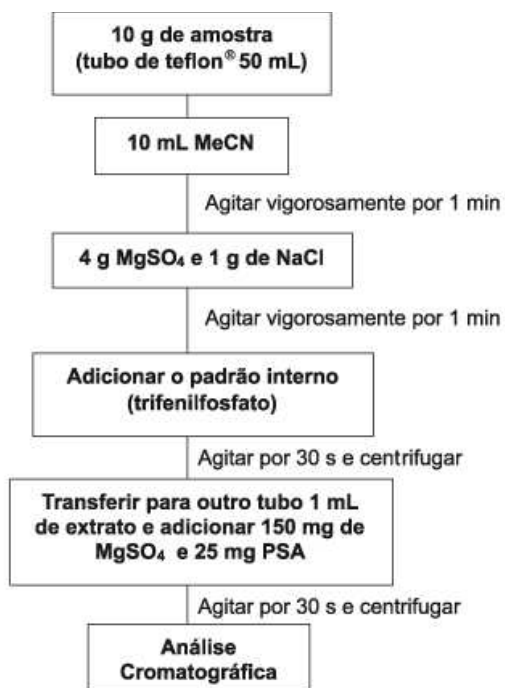 10 g de amostra
(tubo de teflon® 50 mL)
10 mL MeCN
Agitar vigorosamente por 1 min
4 g MgSO₄ e 1 g de NaCl
Agitar vigorosamente por 1 min
Adicionar o padrão interno
(trifenilfosfato)
Agitar por 30 s e centrifugar
Transferir para outro tubo 1 mL
de extrato e adicionar 150 mg de
MgSO₄ e 25 mg PSA
Agitar por 30 s e centrifugar
Análise
Cromatográfica